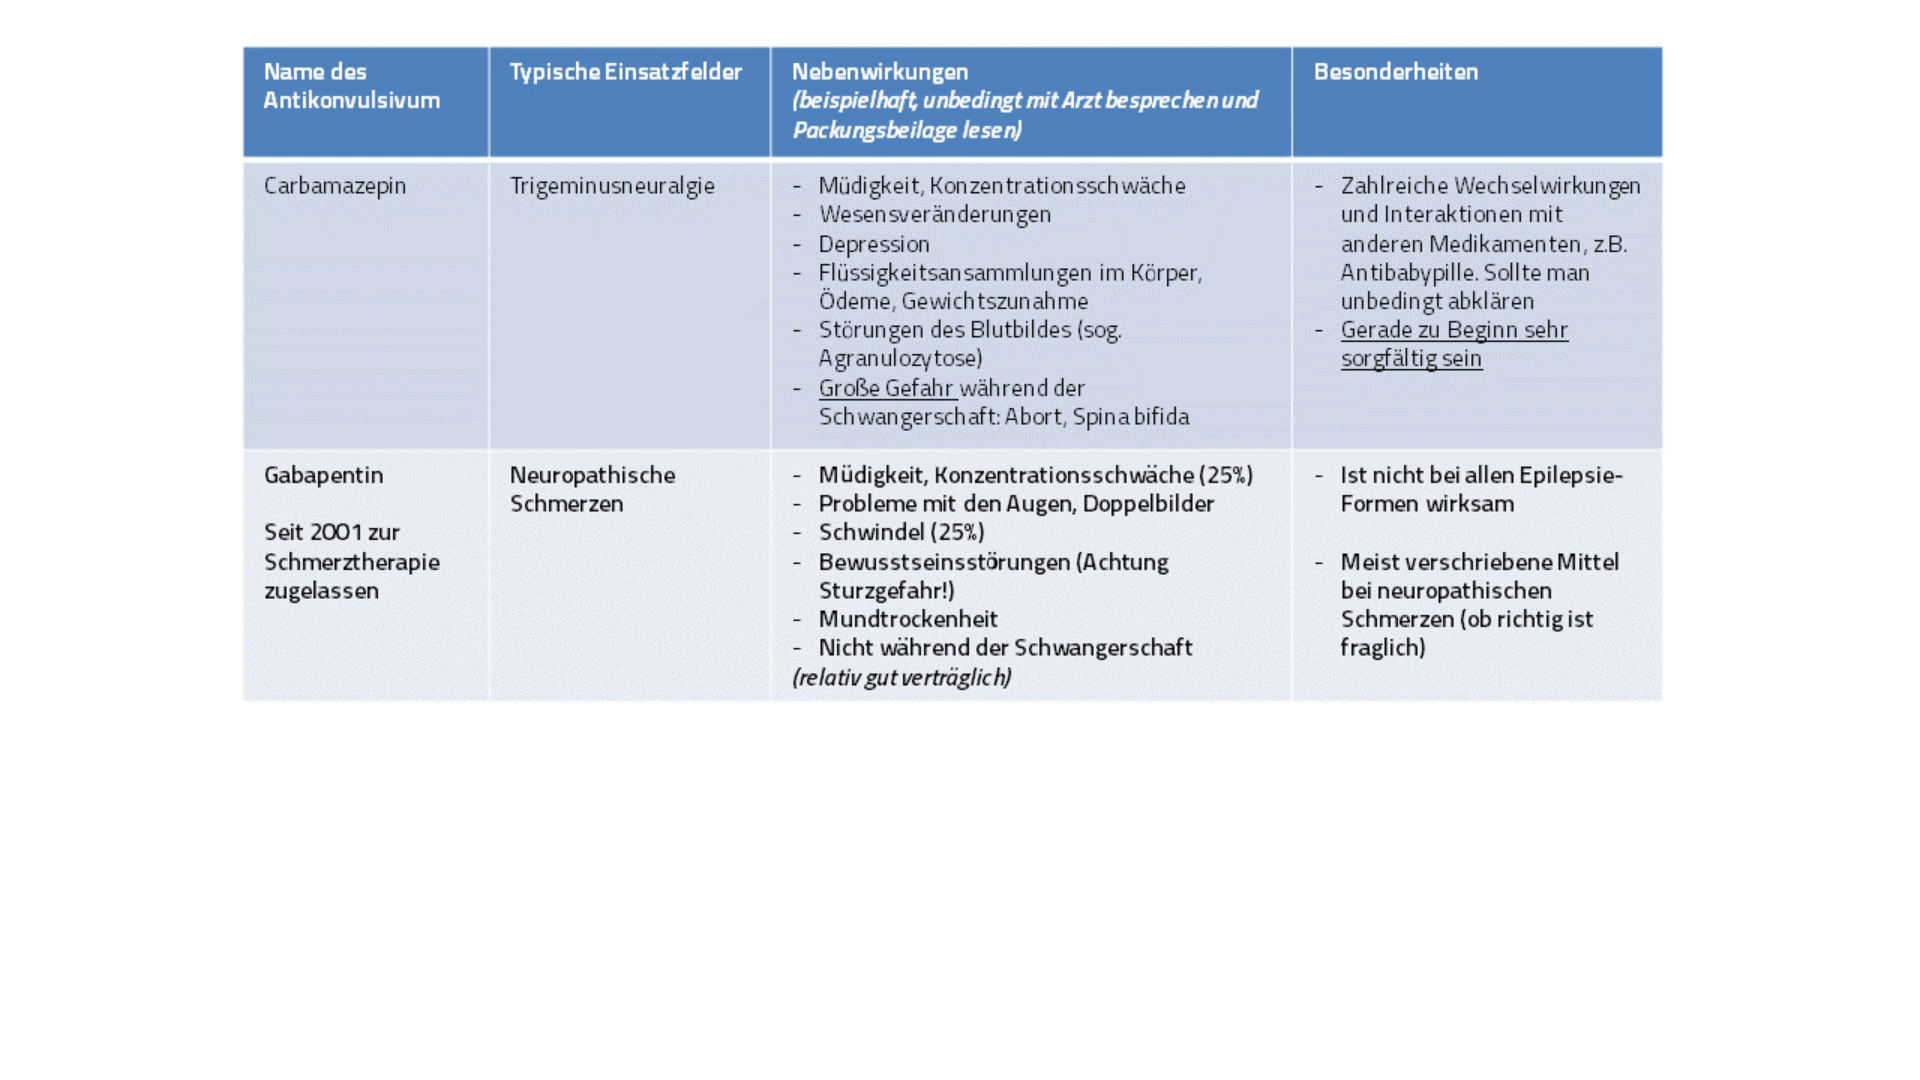 Name des
Antikonvulsivum
Typische Einsatzfelder
Nebenwirkungen
(beispielhaft, unbedingt mit Arzt besprechen und
Packungsbeilage lesen)
Besonderheiten
Carbamazepin
Trigeminusneuralgie
- Müdigkeit, Konzentrationsschwäche
- Wesensveränderungen
- Depression
- Flüssigkeitsansammlungen im Körper,
Ödeme, Gewichtszunahme
- Störungen des Blutbildes (sog.
Agranulozytose)
- Große Gefahr während der
Schwangerschaft: Abort, Spina bifida
- Zahlreiche Wechselwirkungen
und Interaktionen mit
anderen Medikamenten, z.B.
Antibabypille. Sollte man
unbedingt abklären
- Gerade zu Beginn sehr
sorgfältig sein
Gabapentin
Seit 2001 zur
Schmerztherapie
zugelassen
Neuropathische
Schmerzen
- Müdigkeit, Konzentrationsschwäche (25%)
- Probleme mit den Augen, Doppelbilder
- Schwindel (25%)
- Bewusstseinsstörungen (Achtung
Sturzgefahr!)
- Mundtrockenheit
- Nicht während der Schwangerschaft
(relativ gut verträglich)
- Ist nicht bei allen Epilepsie-
Formen wirksam
- Meist verschriebene Mittel
bei neuropathischen
Schmerzen (ob richtig ist
fraglich)